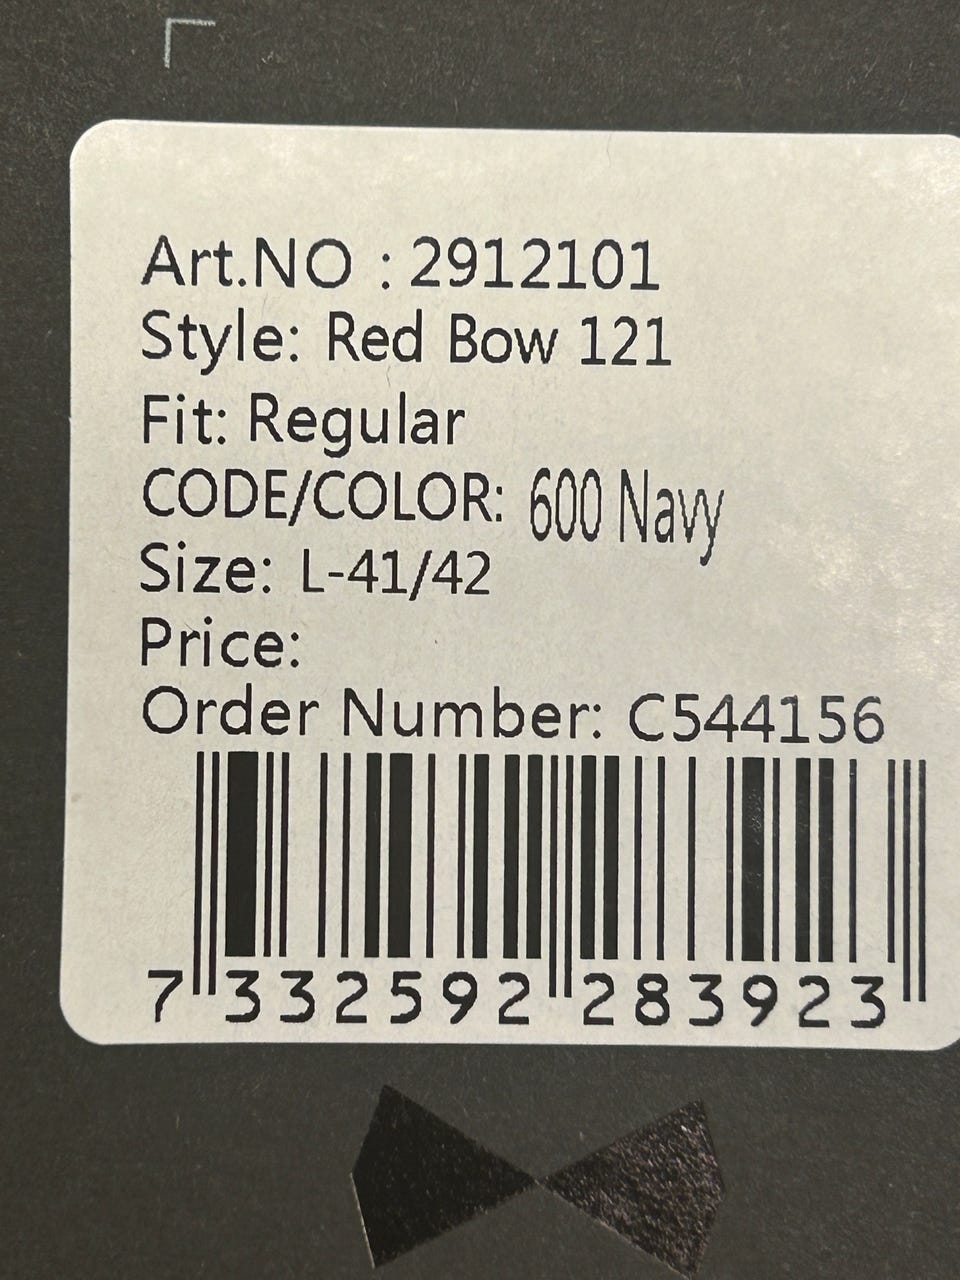 Art.NO : 2912101
Style: Red Bow 121
Fit: Regular
CODE/COLOR: 600 Navy
Size: L-41/42
Price:
Order Number: C544156
7 332592 283923